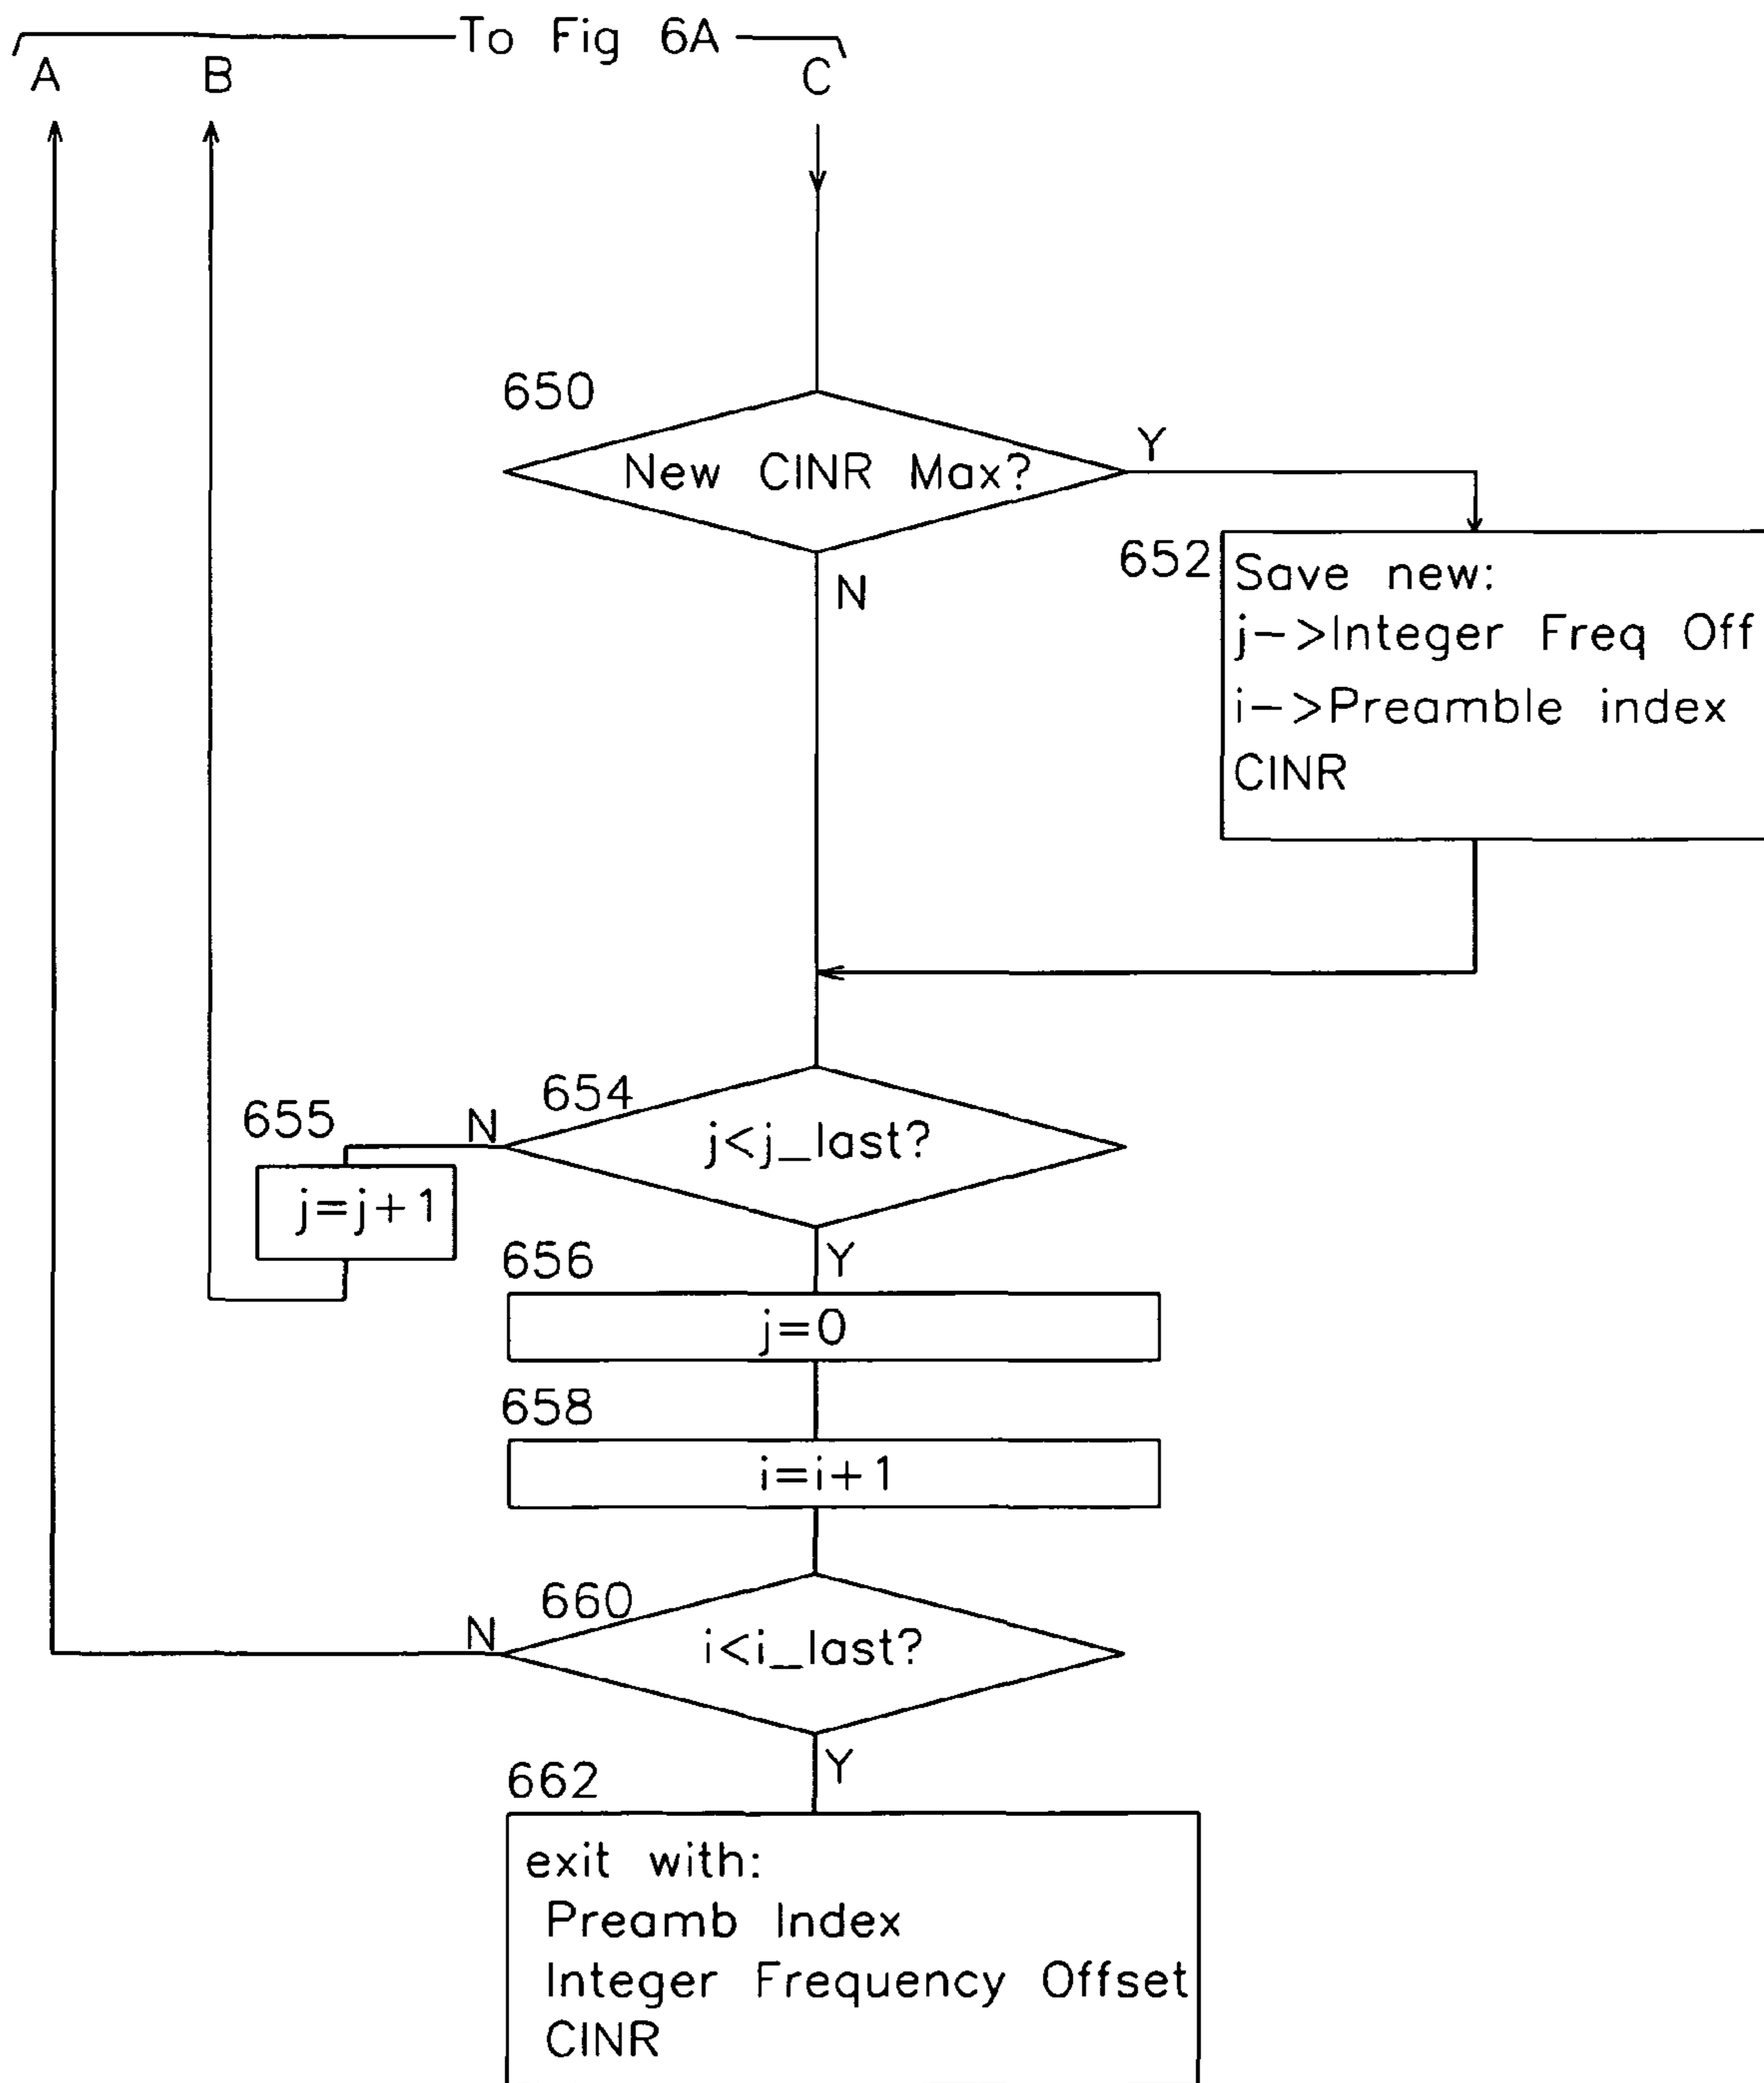 To Fig 6A
A B C
650
New CINR Max?
Y
N
652
Save new:
j->Integer Freq Off
i->Preamble index
CINR
654
j<j_last?
N
655
j=j+1
Y
656
j=0
658
i=i+1
660
i<i_last?
N
Y
662
exit with:
Preamb Index
Integer Frequency Offset
CINR